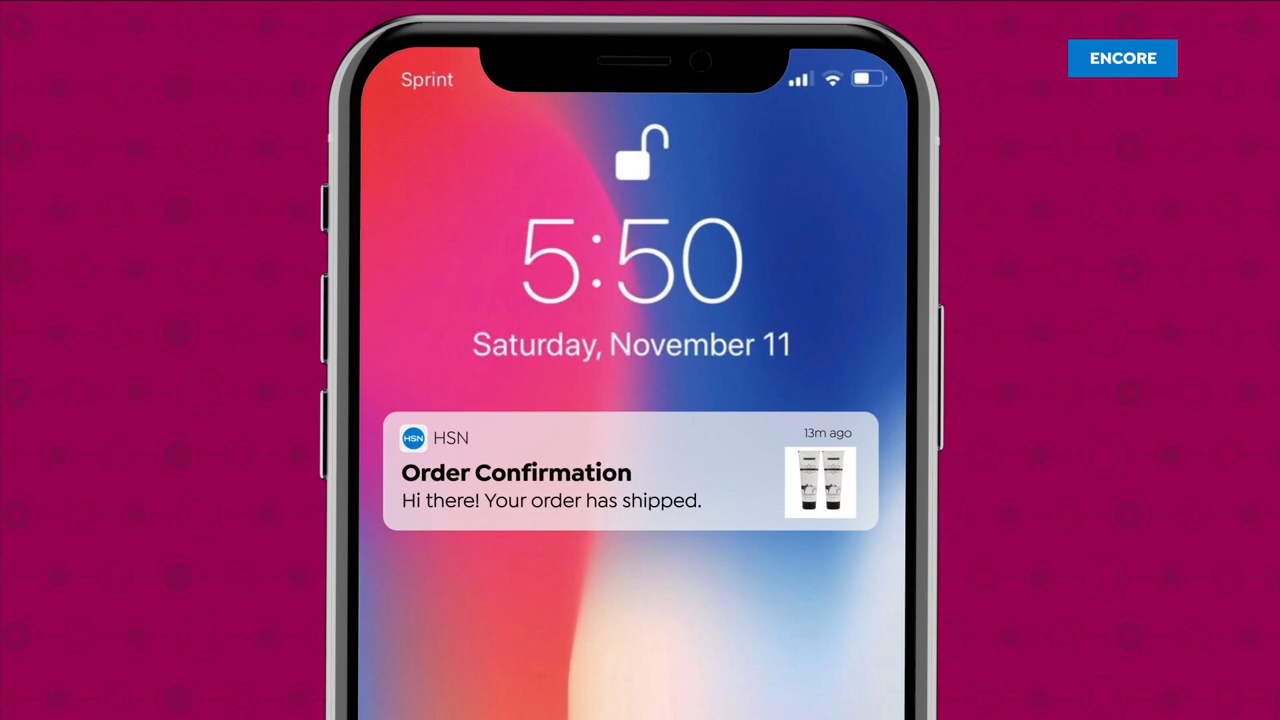 ENCORE
Sprint
5:50
Saturday, November 11
HSN HSN
13m ago
Order Confirmation
Hi there! Your order has shipped.